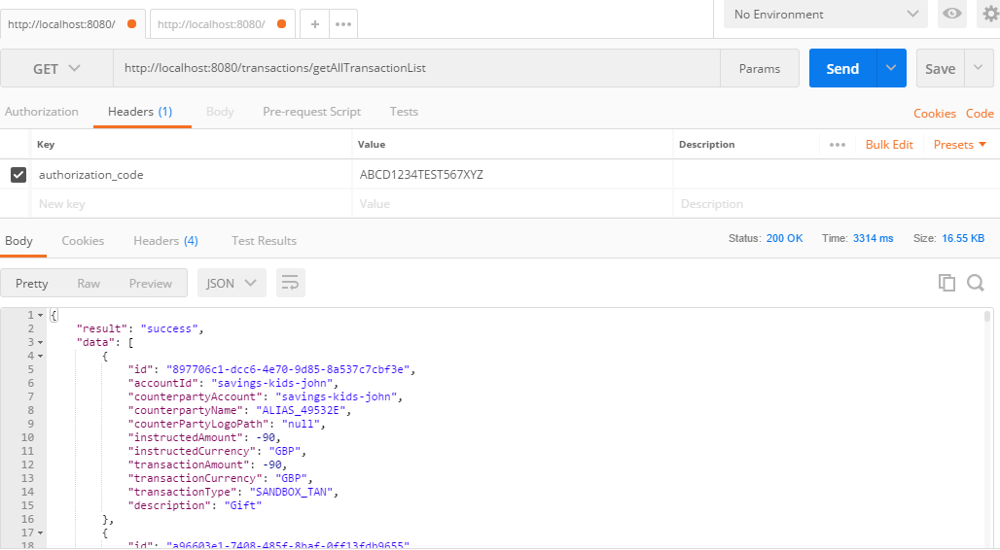 http://localhost:8080/ http://localhost:8080/ + ••• No Environment
GET http://localhost:8080/transactions/getAllTransactionList Params Send Save
Authorization Headers (1) Body Pre-request Script Tests Cookies Code
Key Value Description ••• Bulk Edit Presets
authorization_code ABCD1234TEST567XYZ
New key Value Description
Body Cookies Headers (4) Test Results Status: 200 OK Time: 3314 ms Size: 16.55 KB
Pretty Raw Preview JSON
1 {
2 "result": "success",
3 "data": [
4 {
5 "id": "897706c1-dcc6-4e70-9d85-8a537c7cbf3e",
6 "accountId": "savings-kids-john",
7 "counterpartyAccount": "savings-kids-john",
8 "counterpartyName": "ALIAS_49532E",
9 "counterPartyLogoPath": "null",
10 "instructedAmount": -90,
11 "instructedCurrency": "GBP",
12 "transactionAmount": -90,
13 "transactionCurrency": "GBP",
14 "transactionType": "SANDBOX_TAN",
15 "description": "Gift"
16 },
17 {
18 "id": "a96603e1-7408-485f-8baf-0ff13fdb9655"